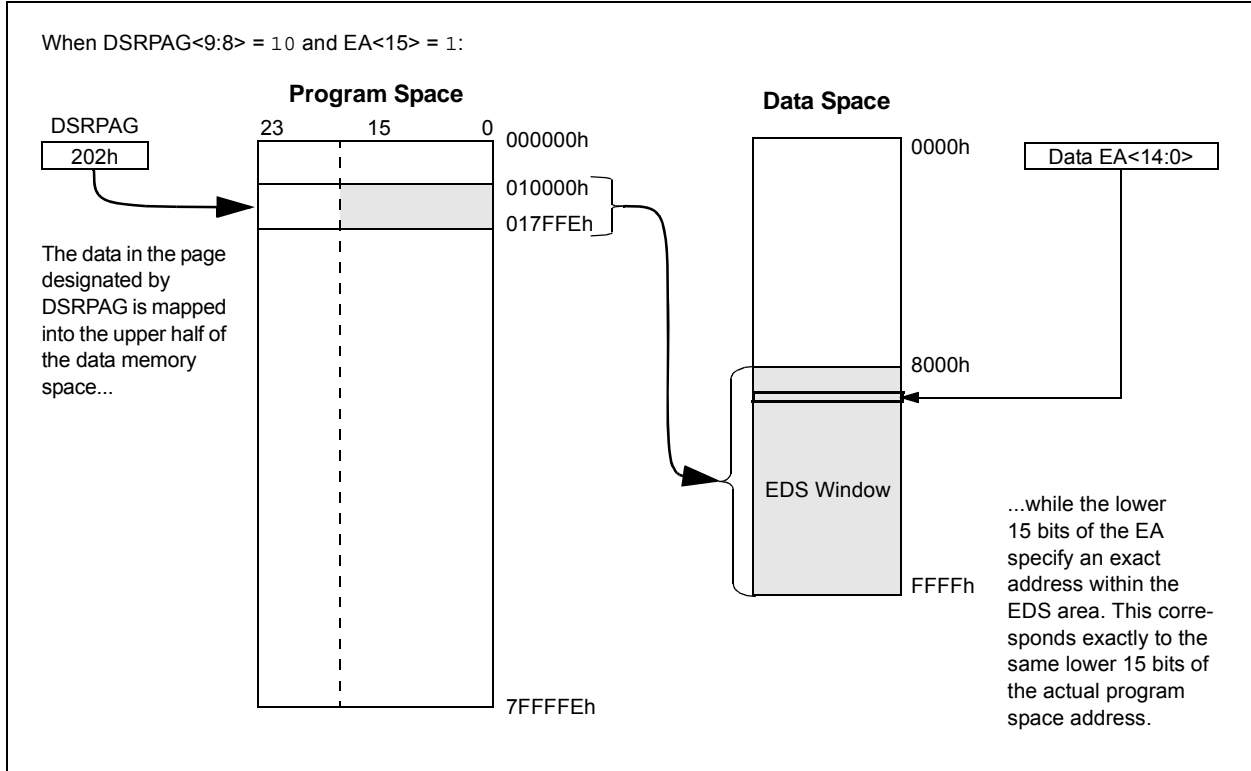 When DSRPAG<9:8> = 10 and EA<15> = 1:
Program Space
Data Space
DSRPAG
202h
23 15 0
000000h
010000h
017FFEh
7FFFFEh
The data in the page
designated by
DSRPAG is mapped
into the upper half of
the data memory
space...
0000h
8000h
FFFFh
EDS Window
Data EA<14:0>
...while the lower
15 bits of the EA
specify an exact
address within the
EDS area. This corre-
sponds exactly to the
same lower 15 bits of
the actual program
space address.